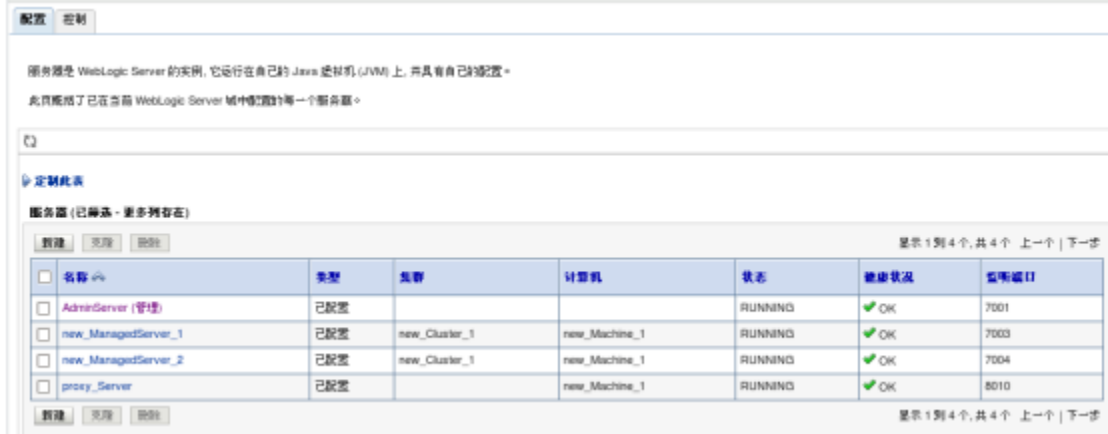 配置 控制
服务器是 WebLogic Server 的实例, 它运行在自己的 Java 虚拟机 (JVM) 上, 并具有自己的配置。
此页概括了已在当前 WebLogic Server 域中配置的每一个服务器。
定制此表
服务器 (已筛选 - 更多列存在)
新建 克隆 删除 显示 1 到 4 个, 共 4 个 上一个 | 下一步
名称 类型 集群 计算机 状态 健康状况 监听端口
AdminServer (管理) 已配置 RUNNING OK 7001
new_ManagedServer_1 已配置 new_Cluster_1 new_Machine_1 RUNNING OK 7003
new_ManagedServer_2 已配置 new_Cluster_1 new_Machine_1 RUNNING OK 7004
proxy_Server 已配置 new_Machine_1 RUNNING OK 8010
新建 克隆 删除 显示 1 到 4 个, 共 4 个 上一个 | 下一步